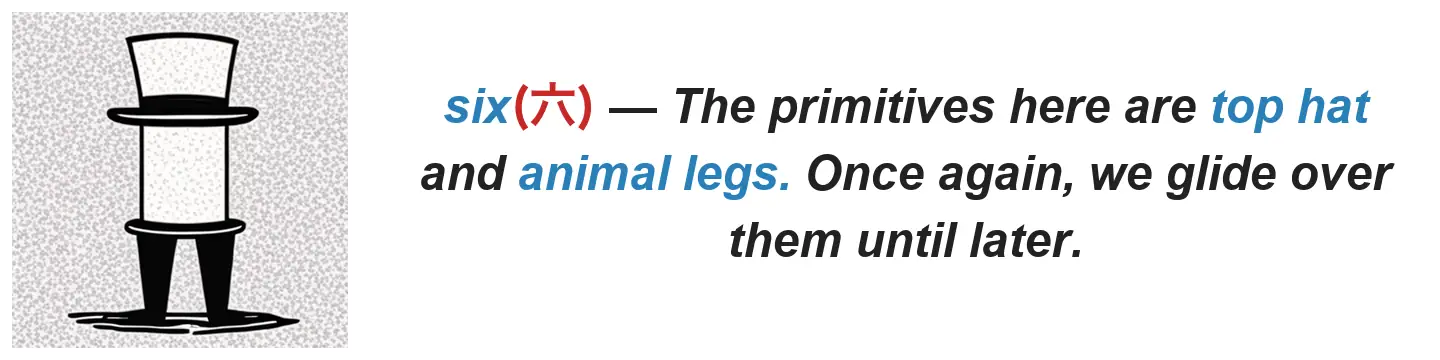 six(六) — The primitives here are top hat
and animal legs. Once again, we glide over
them until later.